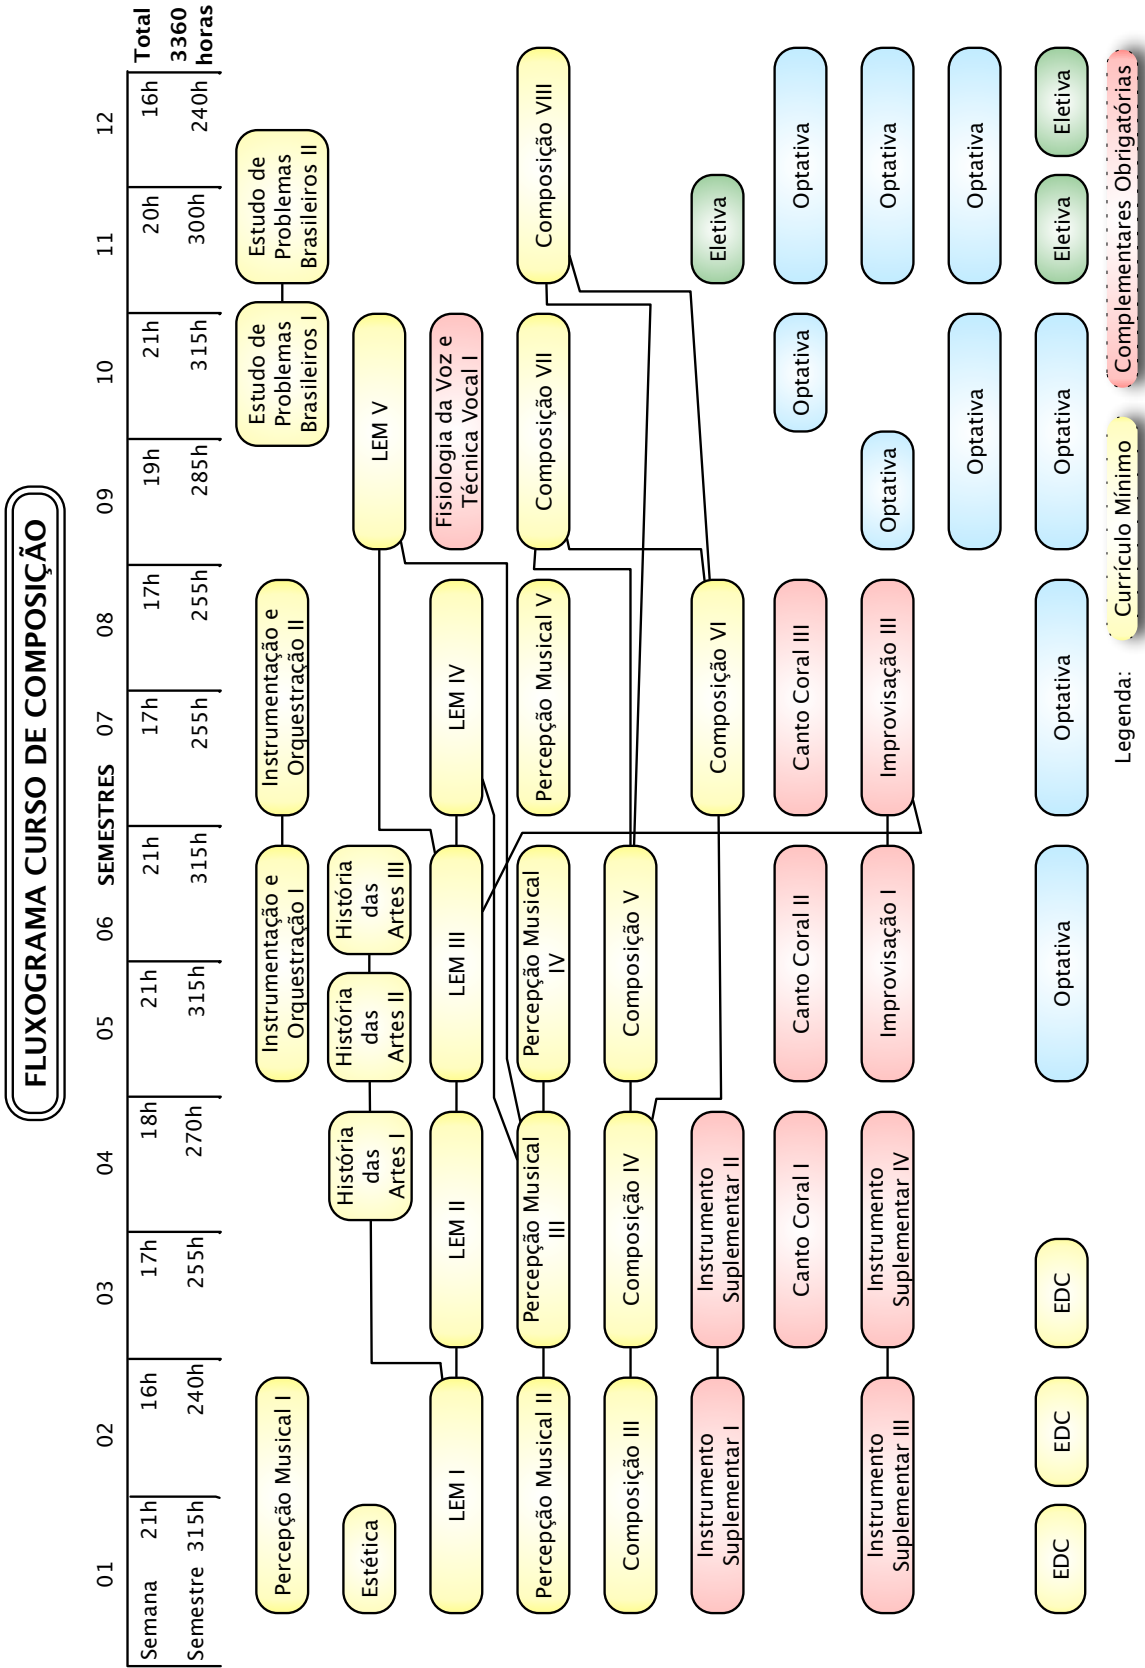 FLUXOGRAMA CURSO DE COMPOSIÇÃO
01
02
03
04
05
06
SEMESTRES
07
08
09
10
11
12
Semana
21h
16h
17h
18h
21h
21h
17h
17h
19h
21h
20h
16h
Total
Semestre
315h
240h
255h
270h
315h
315h
255h
255h
285h
315h
300h
240h
3360
horas
Percepção Musical I
Instrumentação e
Orquestração I
Instrumentação e
Orquestração II
Estudo de
Problemas
Brasileiros I
Estudo de
Problemas
Brasileiros II
Estética
História
das
Artes I
História
das
Artes II
História
das
Artes III
LEM V
LEM I
LEM II
LEM III
LEM IV
Fisiologia da Voz e
Técnica Vocal I
Percepção Musical II
Percepção Musical
III
Percepção Musical
IV
Percepção Musical V
Composição VII
Composição VIII
Composição III
Composição IV
Composição V
Instrumento
Suplementar I
Instrumento
Suplementar II
Composição VI
Eletiva
Canto Coral I
Canto Coral II
Canto Coral III
Optativa
Optativa
Instrumento
Suplementar III
Instrumento
Suplementar IV
Improvisação I
Improvisação III
Optativa
Optativa
Optativa
Optativa
EDC
EDC
EDC
Optativa
Optativa
Optativa
Eletiva
Eletiva
Legenda:
Currículo Mínimo
Complementares Obrigatórias